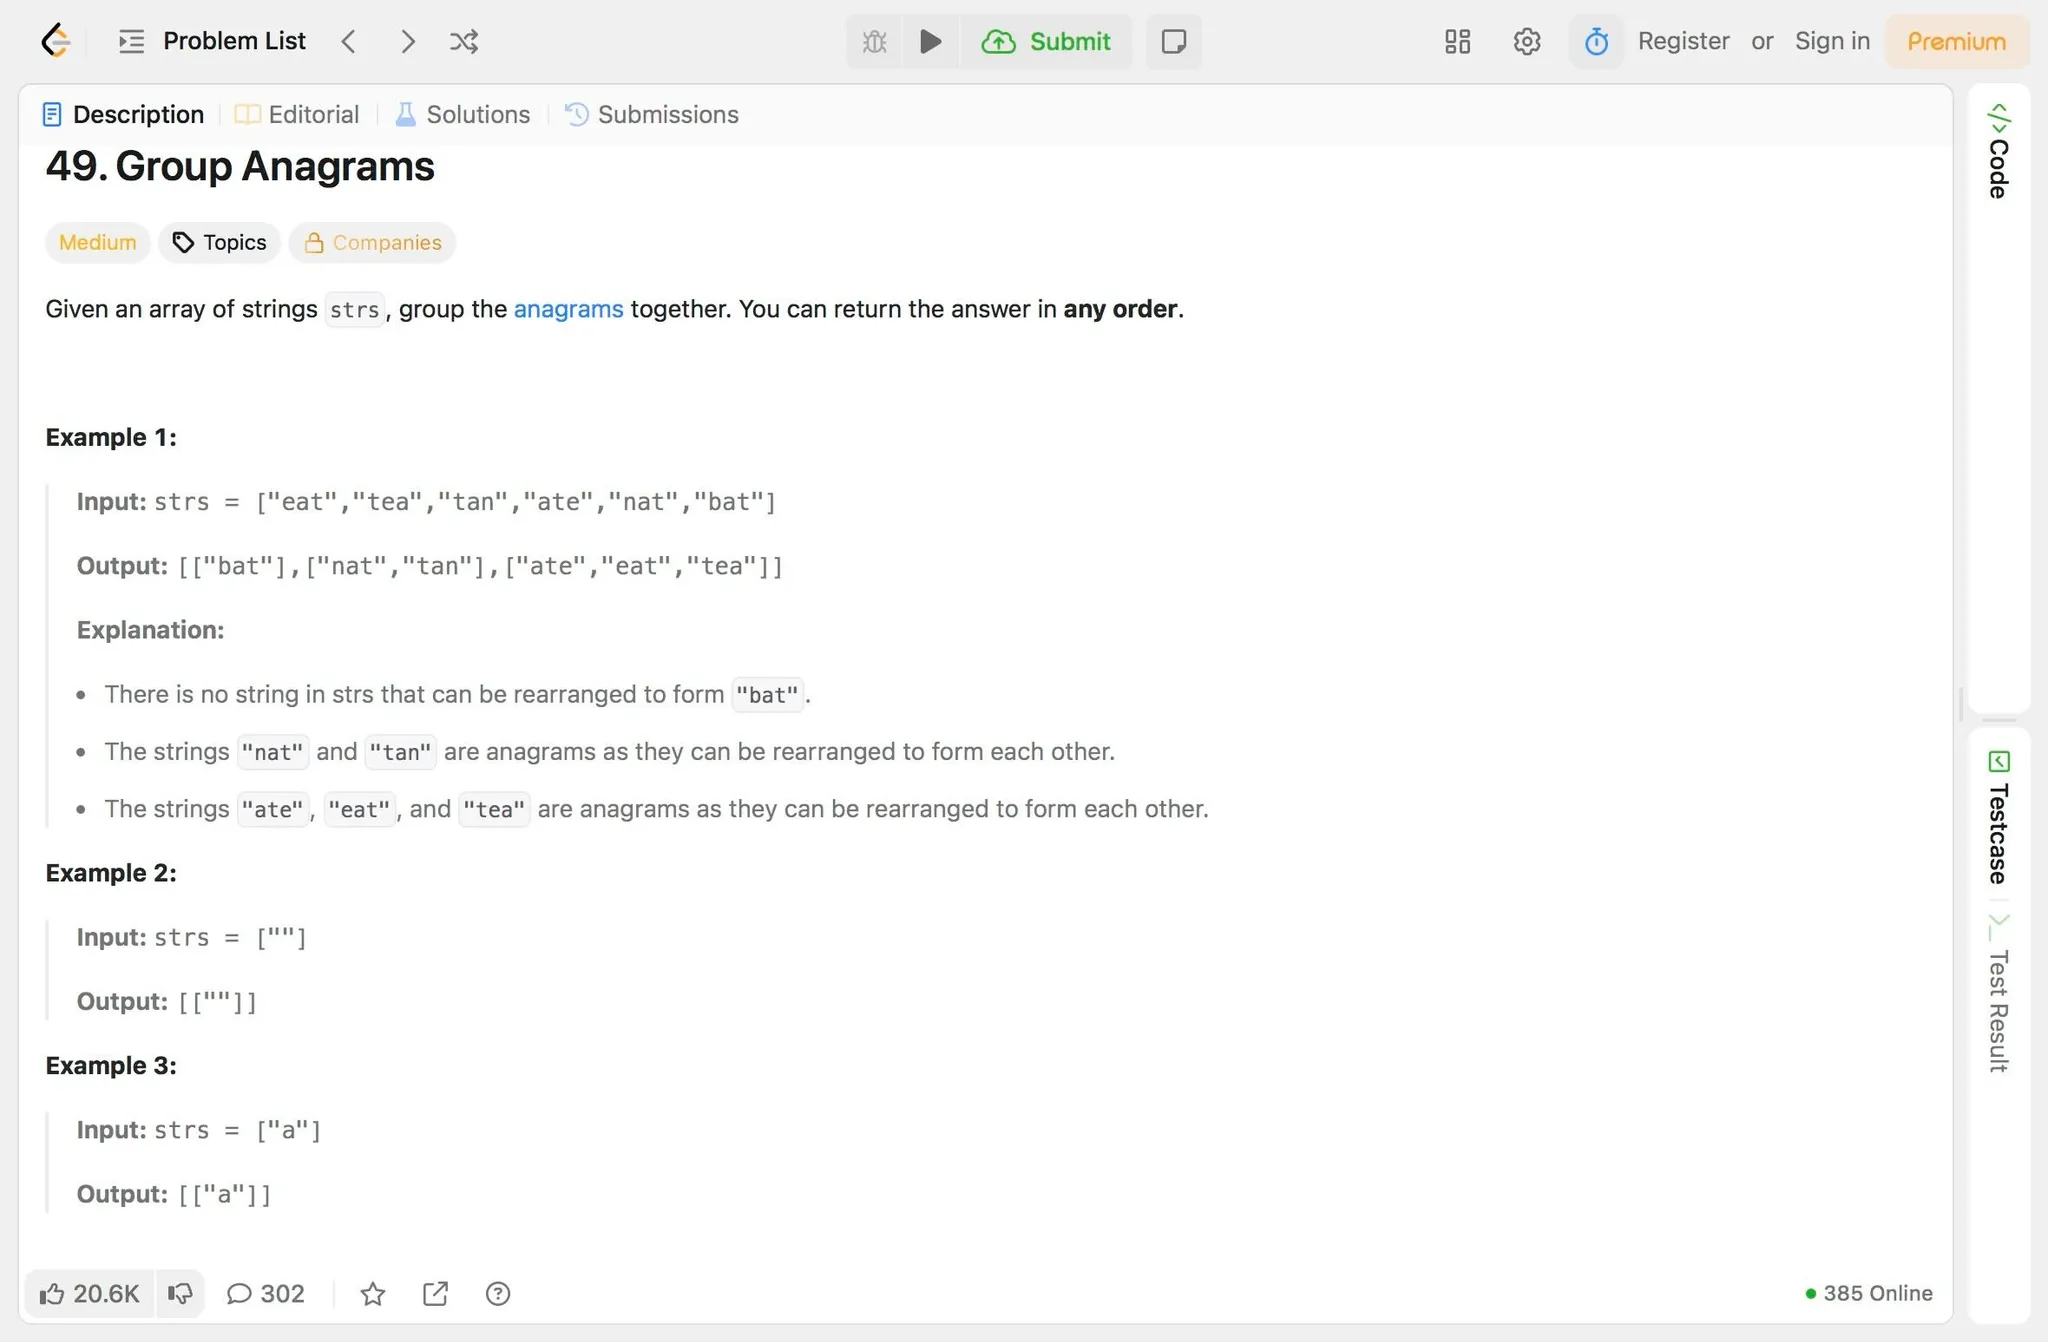 Problem List
Submit
Register or Sign in
Premium
Description
Editorial
Solutions
Submissions
49. Group Anagrams
Medium
Topics
Companies
Given an array of strings strs, group the anagrams together. You can return the answer in any order.
Example 1:
Input: strs = ["eat","tea","tan","ate","nat","bat"]
Output: [["bat"],["nat","tan"],["ate","eat","tea"]]
Explanation:
• There is no string in strs that can be rearranged to form "bat".
• The strings "nat" and "tan" are anagrams as they can be rearranged to form each other.
• The strings "ate", "eat", and "tea" are anagrams as they can be rearranged to form each other.
Example 2:
Input: strs = [""]
Output: [[""]]
Example 3:
Input: strs = ["a"]
Output: [["a"]]
20.6K
302
385 Online
Code
Testcase
Test Result